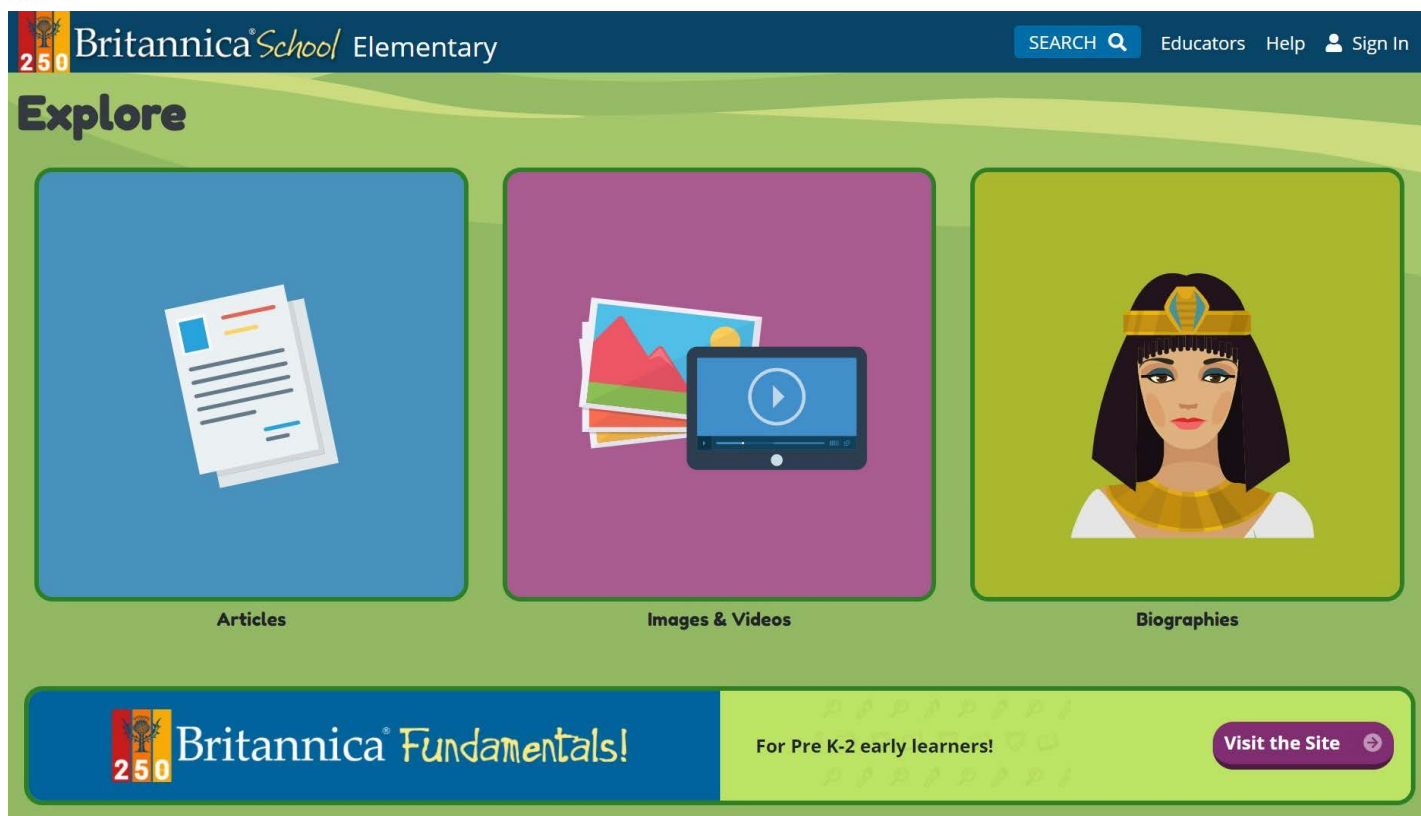 250 Britannica® School Elementary
SEARCH Educators Help Sign In
Explore
Articles
Images & Videos
Biographies
250 Britannica® Fundamentals!
For Pre K-2 early learners!
Visit the Site